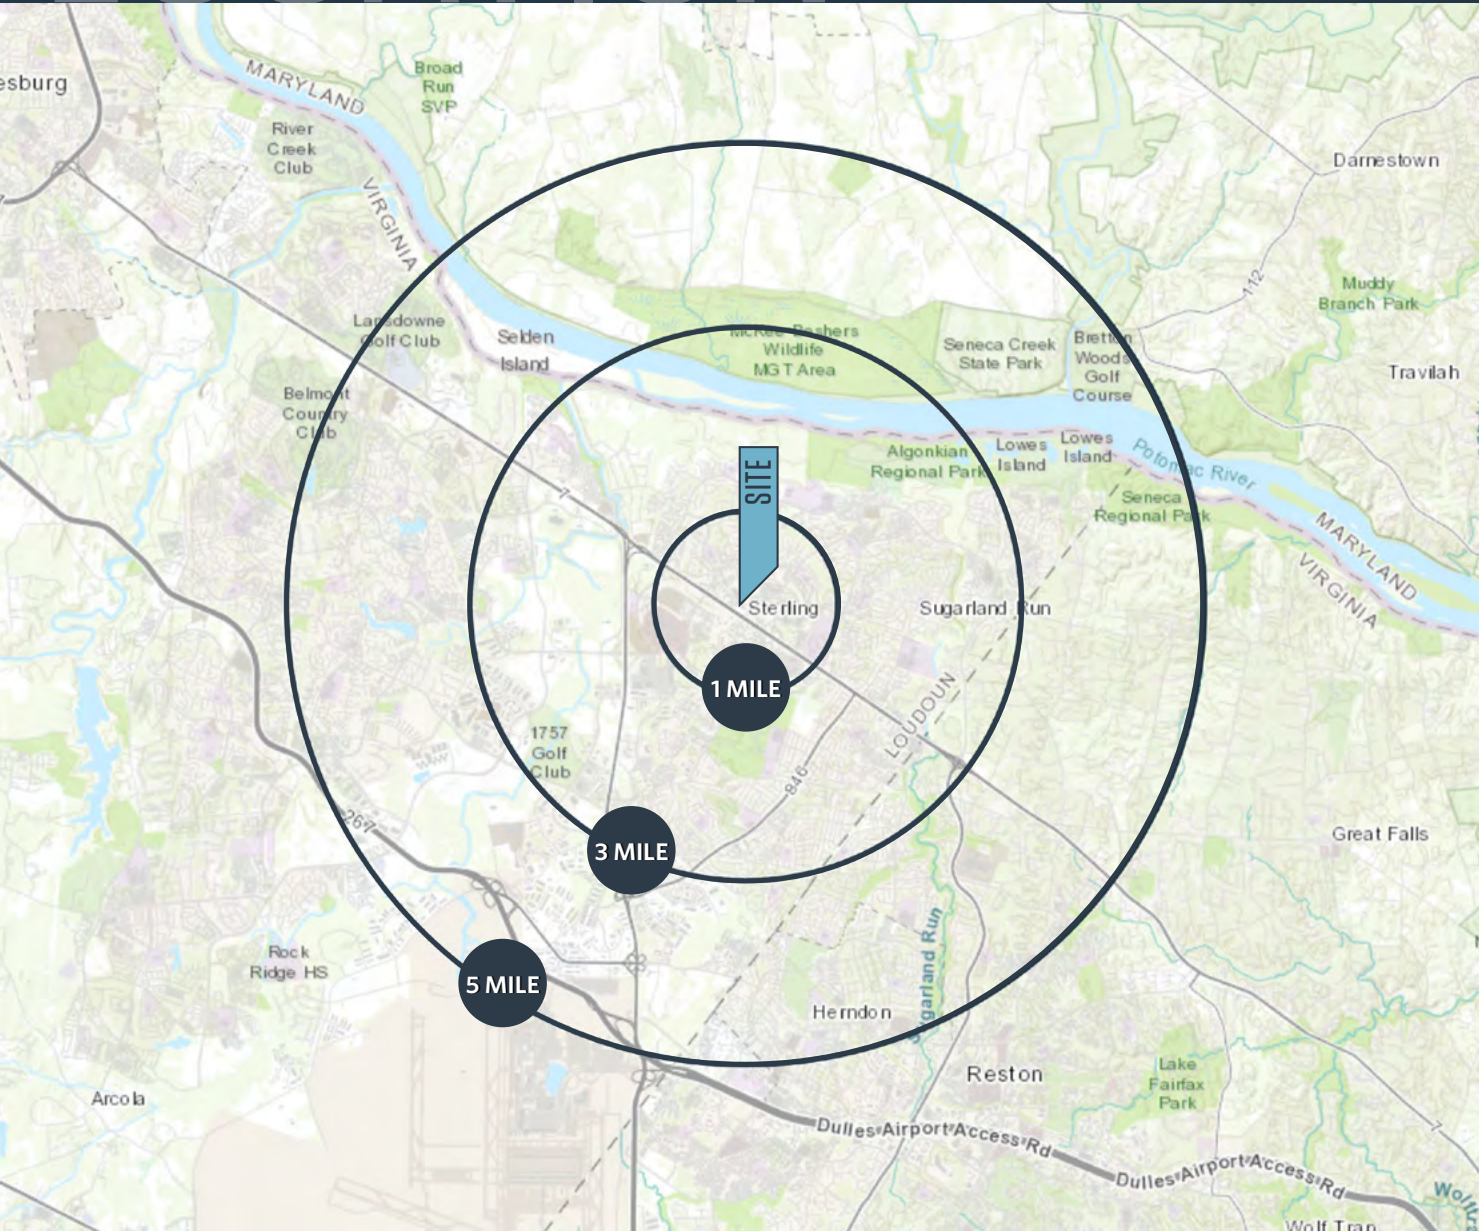 esburg
MARYLAND
Broad
Run
SVP
River
Creek
Club
VIRGINIA
Darnestown
112
Muddy
Branch Park
Lansdowne
Golf Club
Selden
Island
McKee Beshers
Wildlife
MGT Area
Seneca Creek
State Park
Bretton
Woods
Golf
Course
Travilah
Belmont
Country
Club
Algonkian
Regional Park
Lowes
Island
Lowes
Island
Potomac River
Seneca
Regional Park
MARYLAND
VIRGINIA
7
SITE
Sterling
Sugarland Run
1 MILE
LOUDOUN
1757
Golf
Club
846
267
3 MILE
Great Falls
Rock
Ridge HS
5 MILE
Sugarland Run
Herndon
Reston
Lake
Fairfax
Park
Arcola
Dulles Airport Access Rd
Dulles Airport Access Rd
7
Wolf Trap